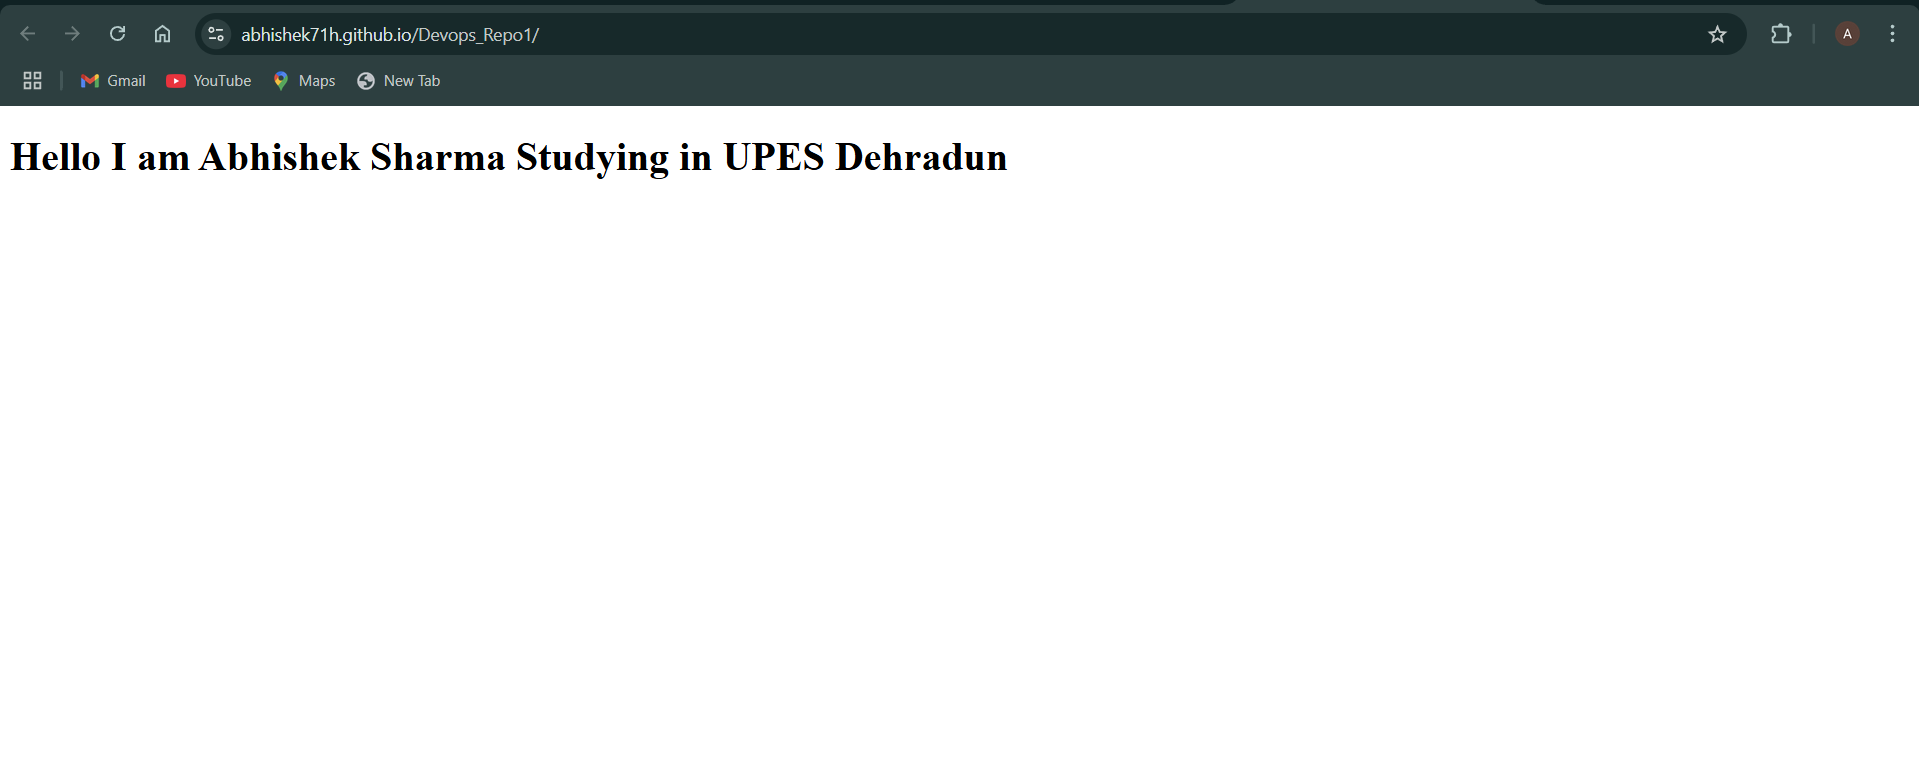 abhishek71h.github.io/Devops_Repo1/
A
Gmail YouTube Maps New Tab
Hello I am Abhishek Sharma Studying in UPES Dehradun